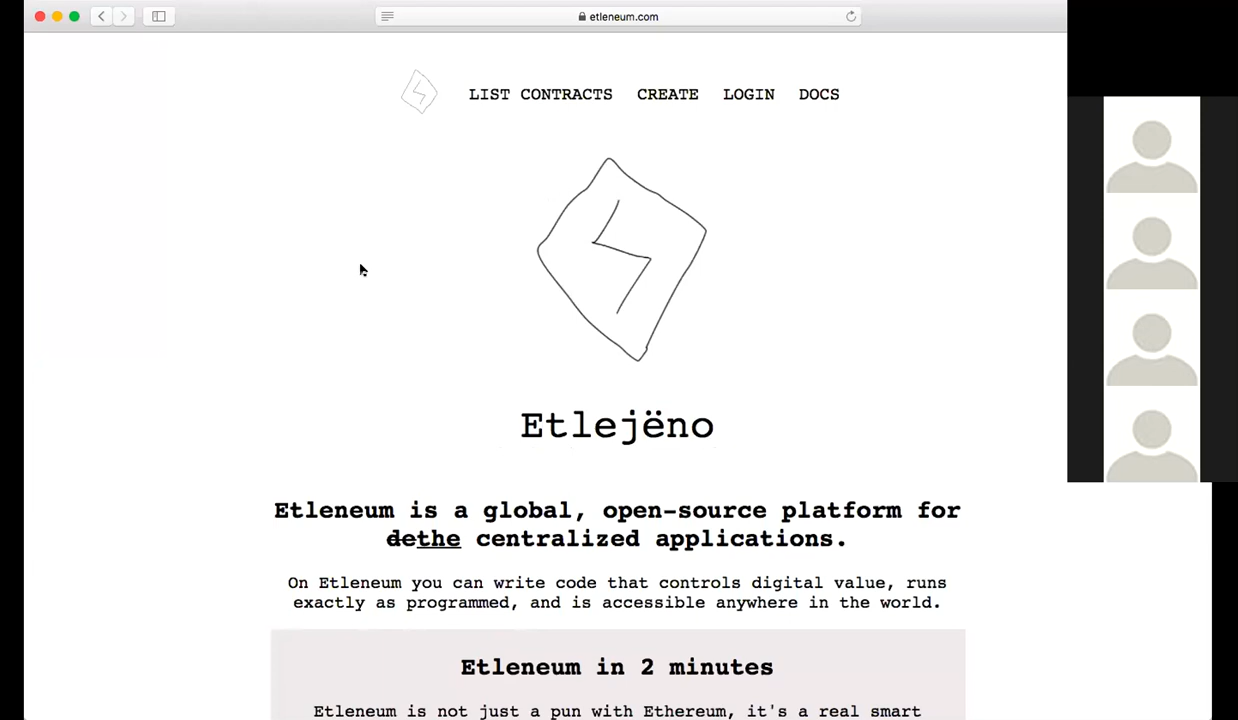 etleneum.com
LIST CONTRACTS CREATE LOGIN DOCS
Etlejëno
Etleneum is a global, open-source platform for
dethe centralized applications.
On Etleneum you can write code that controls digital value, runs
exactly as programmed, and is accessible anywhere in the world.
Etleneum in 2 minutes
Etleneum is not just a pun with Ethereum, it's a real smart